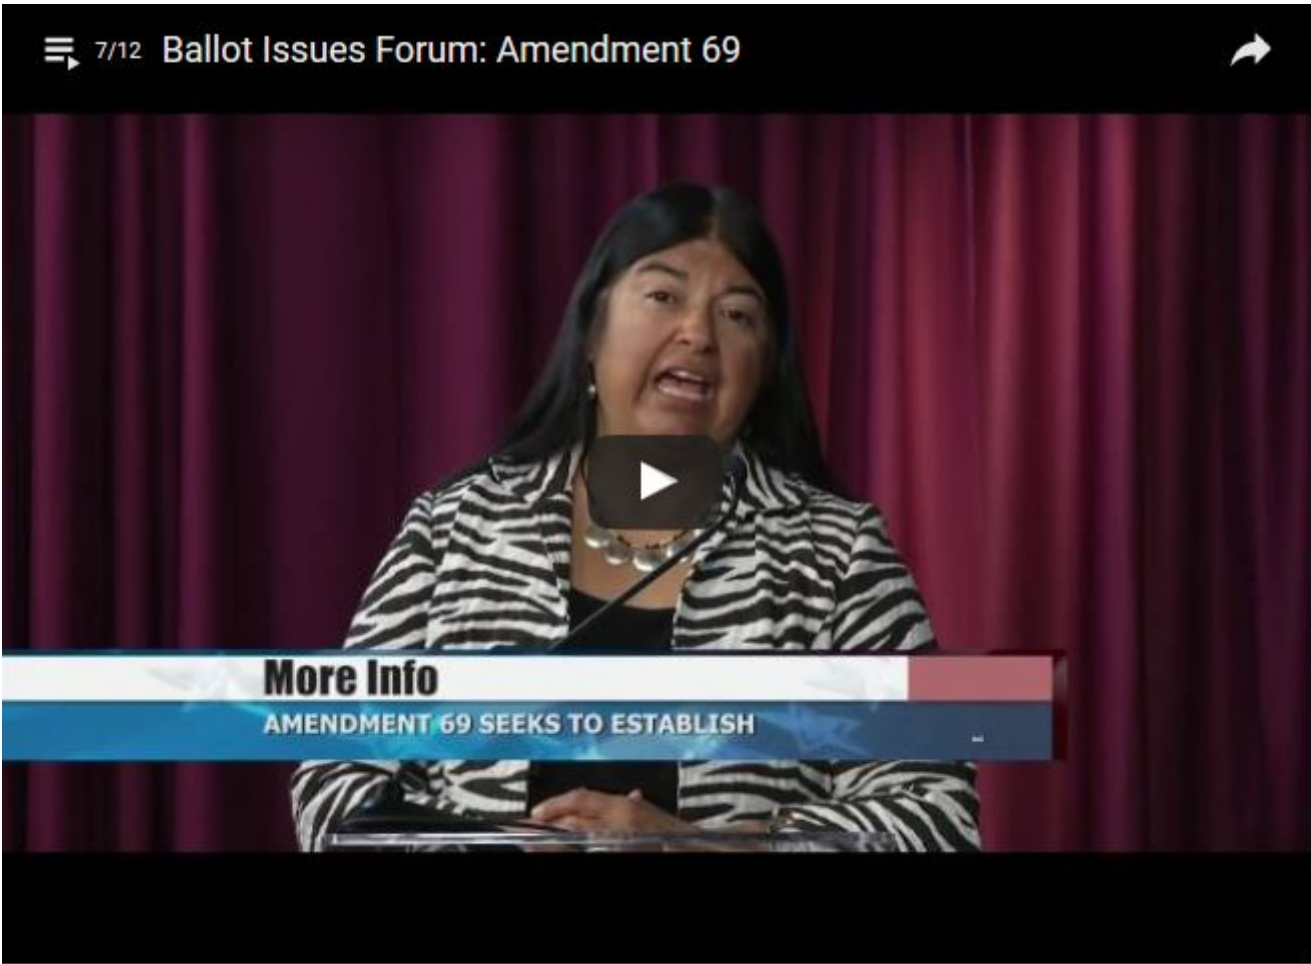 7/12 Ballot Issues Forum: Amendment 69
More Info
AMENDMENT 69 SEEKS TO ESTABLISH